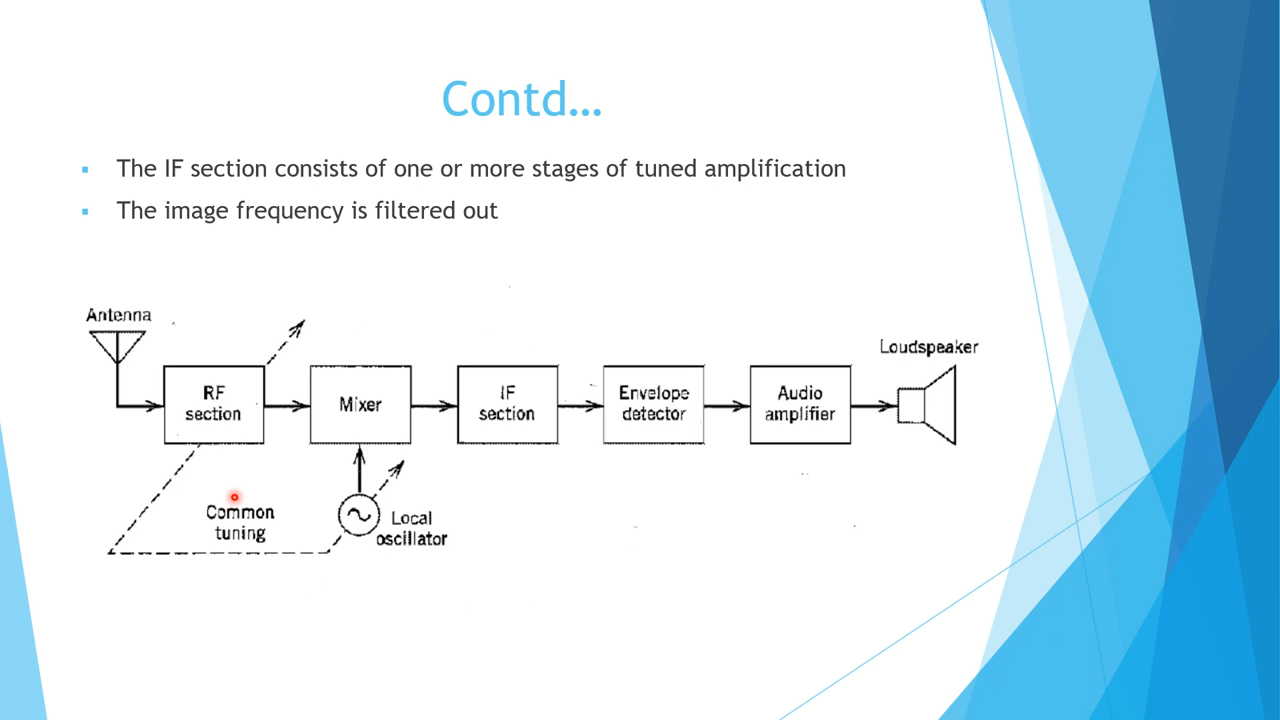 Contd…
The IF section consists of one or more stages of tuned amplification
The image frequency is filtered out
Antenna
Loudspeaker
RF
section
Mixer
IF
section
Envelope
detector
Audio
amplifier
Common
tuning
Local
oscillator